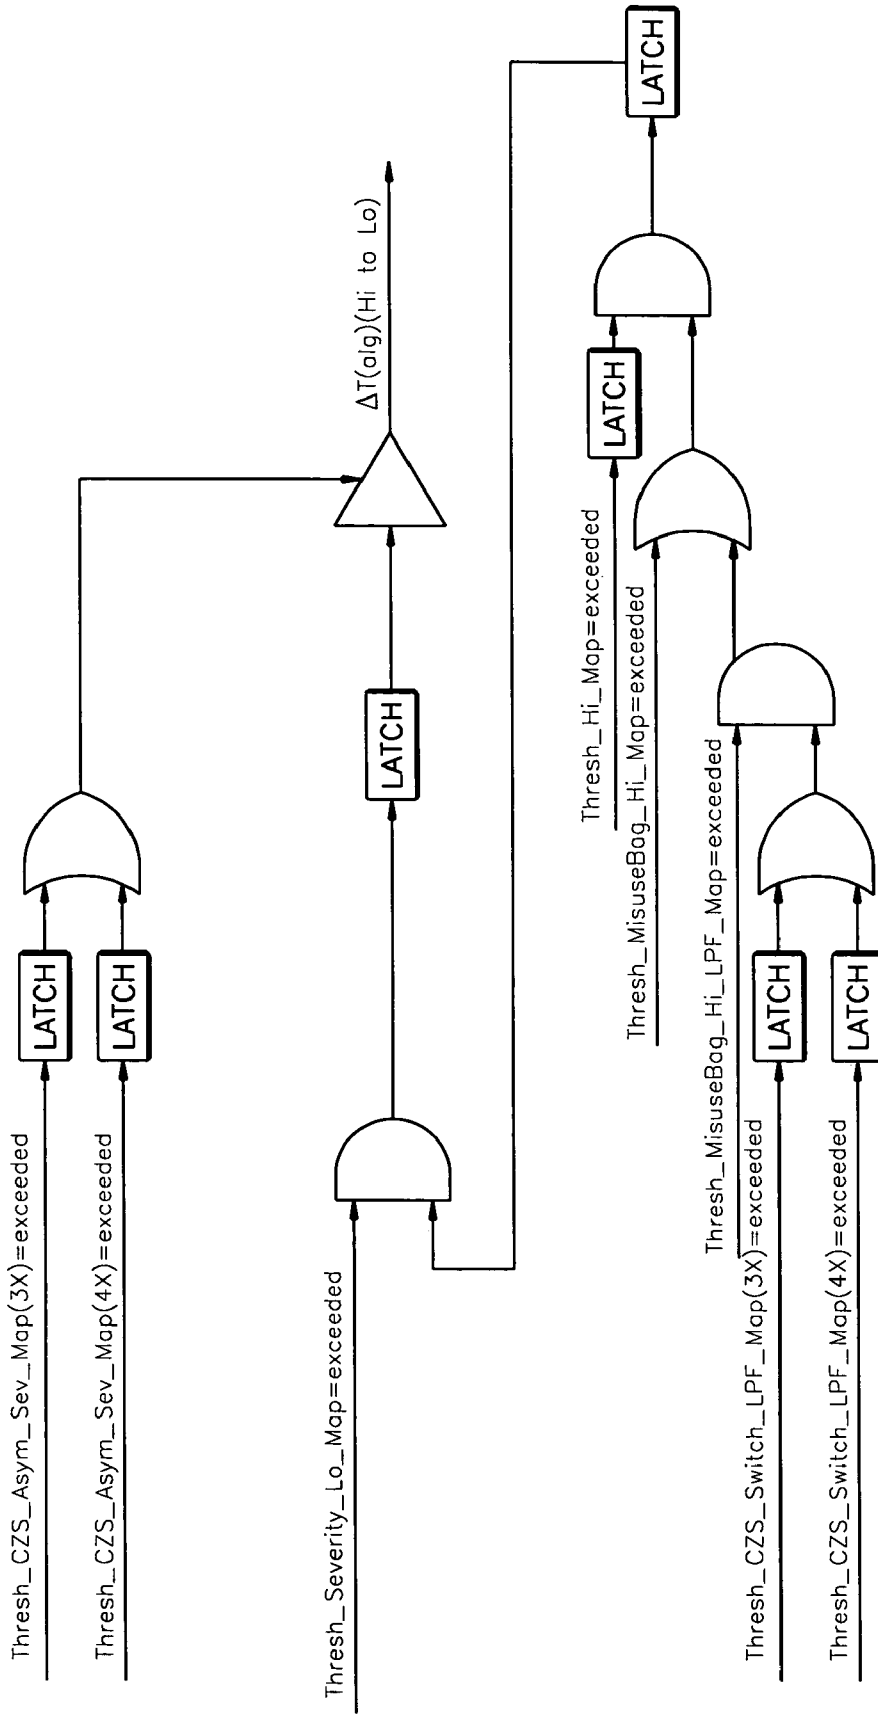 Thresh_CZS_Asym_Sev_Map(3X)=exceeded
LATCH
Thresh_CZS_Asym_Sev_Map(4X)=exceeded
LATCH
Thresh_Severity_Lo_Map=exceeded
LATCH
ΔT(alg)(Hi to Lo)
LATCH
Thresh_Hi_Map=exceeded
LATCH
Thresh_MisuseBag_Hi_Map=exceeded
Thresh_MisuseBag_Hi_LPF_Map=exceeded
Thresh_CZS_Switch_LPF_Map(3X)=exceeded
LATCH
Thresh_CZS_Switch_LPF_Map(4X)=exceeded
LATCH